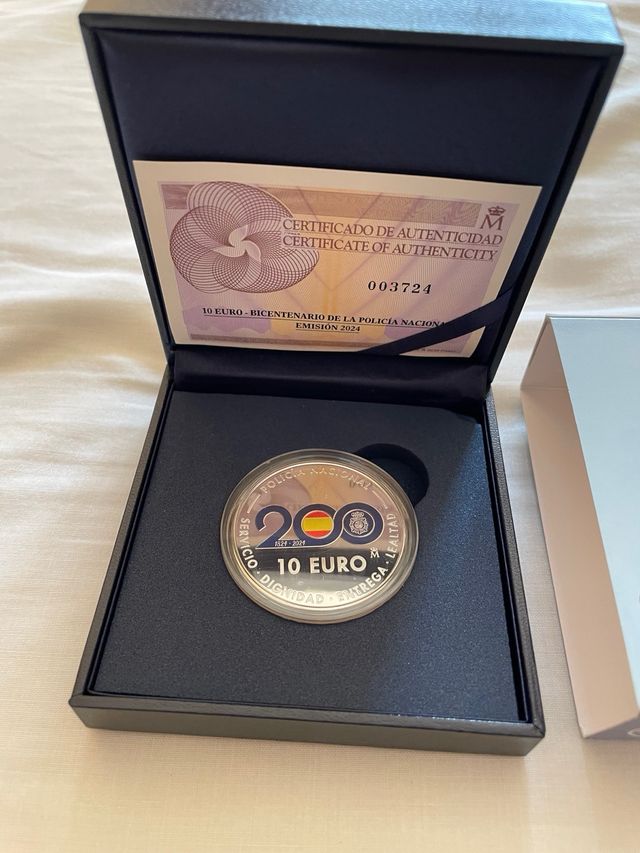 M
CERTIFICADO DE AUTENTICIDAD
CERTIFICATE OF AUTHENTICITY
003724
10 EURO - BICENTENARIO DE LA POLICÍA NACIONAL
EMISIÓN 2024
POLICÍA NACIONAL
200
1824 - 2024
M
10 EURO
SERVICIO · DIGNIDAD · ENTREGA · LEALTAD